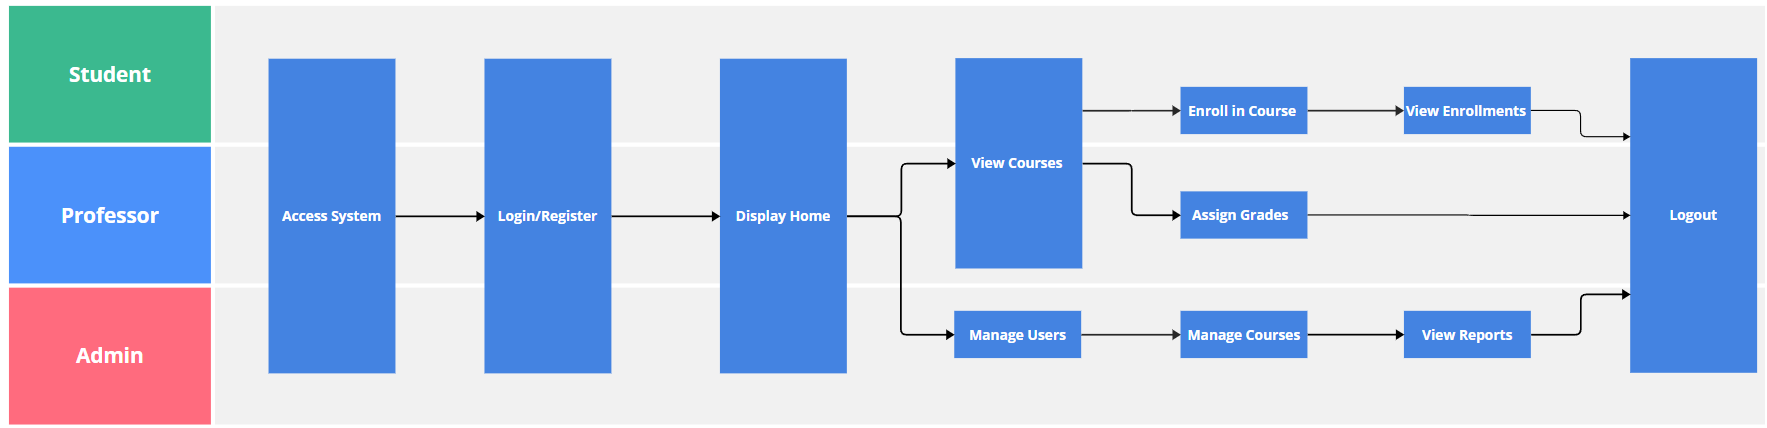 Student
Professor
Admin
Access System
Login/Register
Display Home
View Courses
Enroll in Course
View Enrollments
Assign Grades
Manage Users
Manage Courses
View Reports
Logout